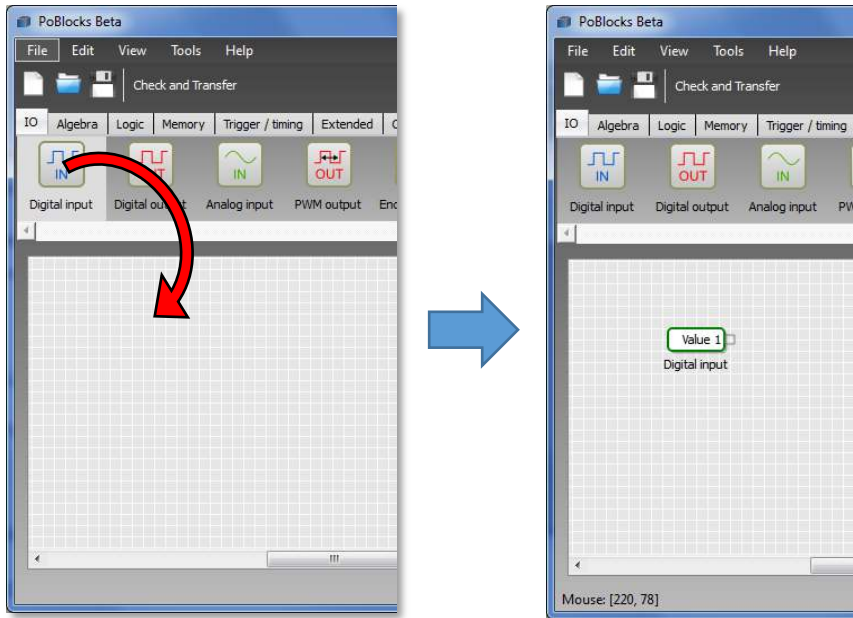 PoBlocks Beta
File Edit View Tools Help
Check and Transfer
IO Algebra Logic Memory Trigger / timing Extended
IN IN OUT
Digital input Digital Analog input PWM output
PoBlocks Beta
File Edit View Tools Help
Check and Transfer
IO Algebra Logic Memory Trigger / timing
IN OUT IN
Digital input Digital output Analog input
Value 1
Digital input
Mouse: [220, 78]